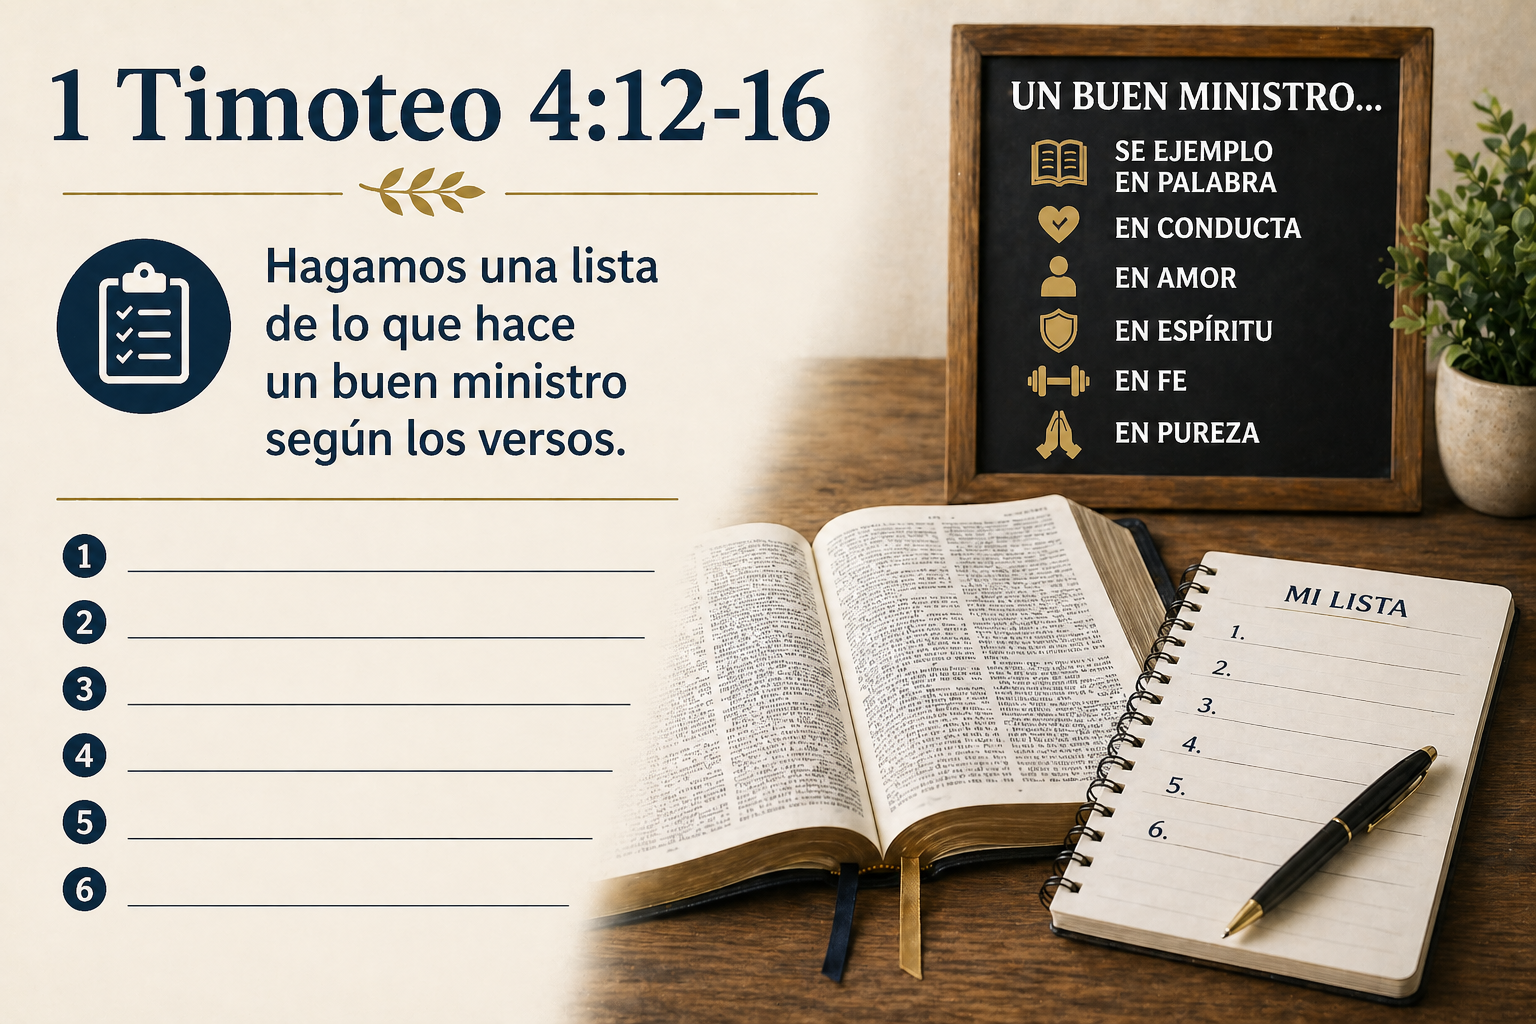 1 Timoteo 4:12-16
Hagamos una lista
de lo que hace
un buen ministro
según los versos.
1
2
3
4
5
6
UN BUEN MINISTRO...
SE EJEMPLO
EN PALABRA
EN CONDUCTA
EN AMOR
EN ESPÍRITU
EN FE
EN PUREZA
MI LISTA
1.
2.
3.
4.
5.
6.